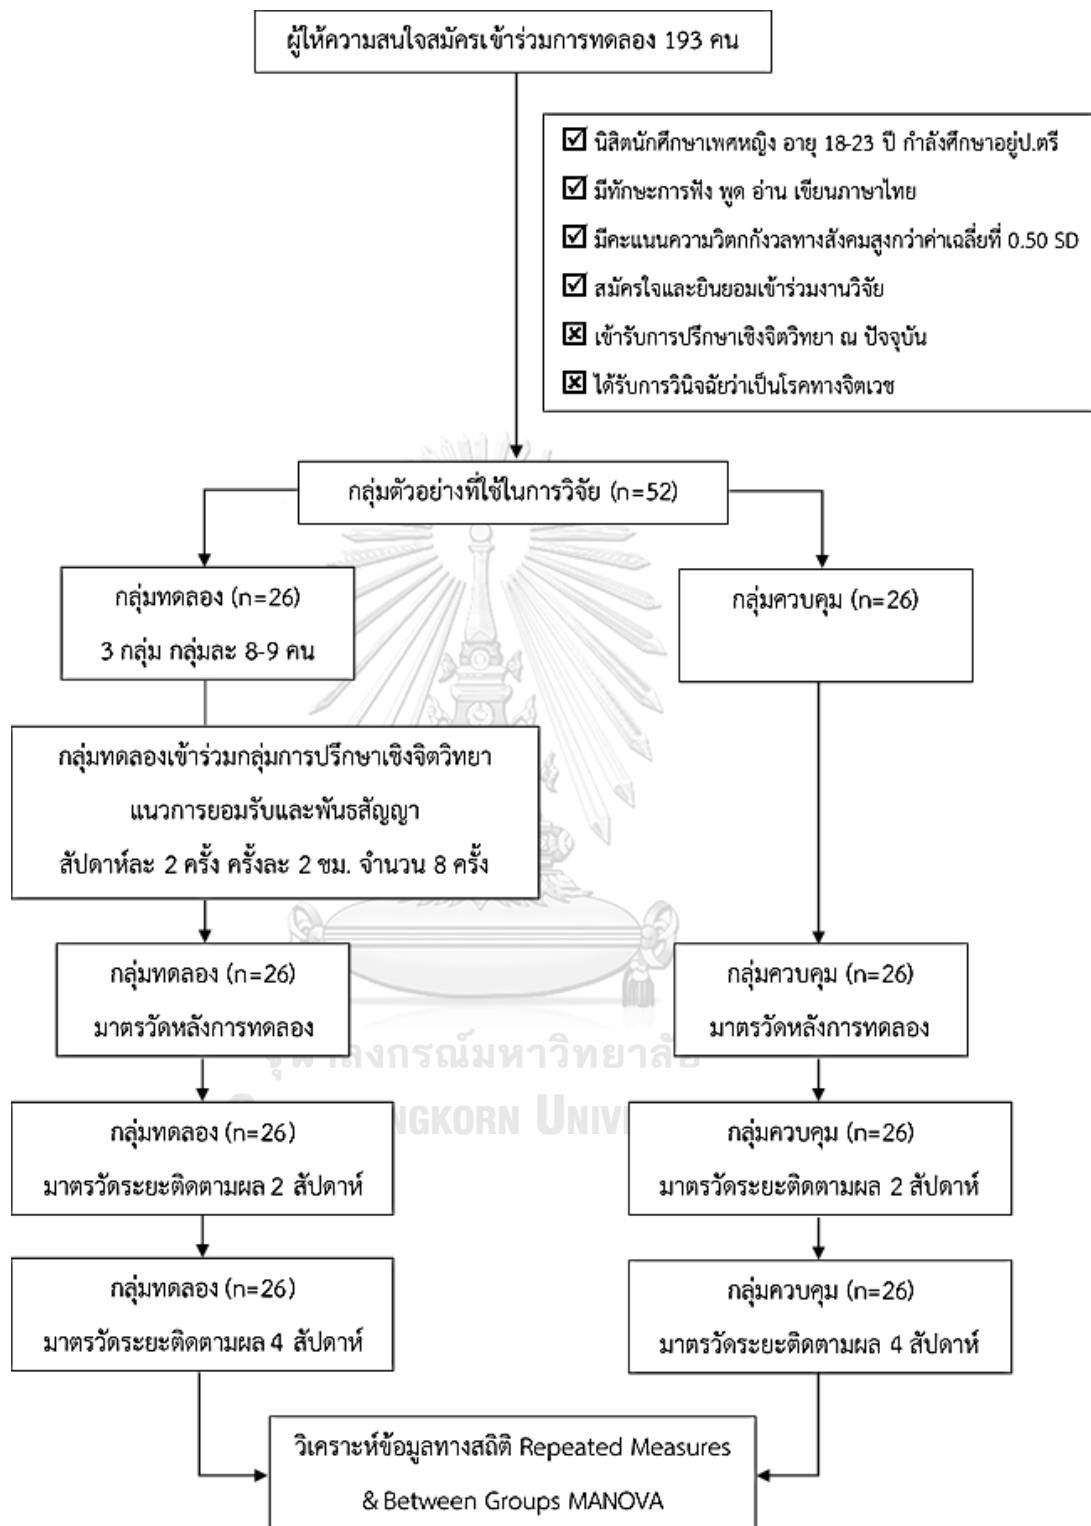 ผู้ให้ความสนใจสมัครเข้าร่วมการทดลอง 193 คน
นิสิตนักศึกษาเพศหญิง อายุ 18-23 ปี กำลังศึกษาอยู่ป.ตรี
มีทักษะการฟัง พูด อ่าน เขียนภาษาไทย
มีคะแนนความวิตกกังวลทางสังคมสูงกว่าค่าเฉลี่ยที่ 0.50 SD
สมัครใจและยินยอมเข้าร่วมงานวิจัย
เข้ารับการปรึกษาเชิงจิตวิทยา ณ ปัจจุบัน
ได้รับการวินิจฉัยว่าเป็นโรคทางจิตเวช
กลุ่มตัวอย่างที่ใช้ในการวิจัย (n=52)
กลุ่มทดลอง (n=26)
3 กลุ่ม กลุ่มละ 8-9 คน
กลุ่มควบคุม (n=26)
กลุ่มทดลองเข้าร่วมกลุ่มการปรึกษาเชิงจิตวิทยา
แนวการยอมรับและพันธสัญญา
สัปดาห์ละ 2 ครั้ง ครั้งละ 2 ชม. จำนวน 8 ครั้ง
กลุ่มทดลอง (n=26)
มาตรวัดหลังการทดลอง
กลุ่มควบคุม (n=26)
มาตรวัดหลังการทดลอง
กลุ่มทดลอง (n=26)
มาตรวัดระยะติดตามผล 2 สัปดาห์
กลุ่มควบคุม (n=26)
มาตรวัดระยะติดตามผล 2 สัปดาห์
กลุ่มทดลอง (n=26)
มาตรวัดระยะติดตามผล 4 สัปดาห์
กลุ่มควบคุม (n=26)
มาตรวัดระยะติดตามผล 4 สัปดาห์
วิเคราะห์ข้อมูลทางสถิติ Repeated Measures
& Between Groups MANOVA